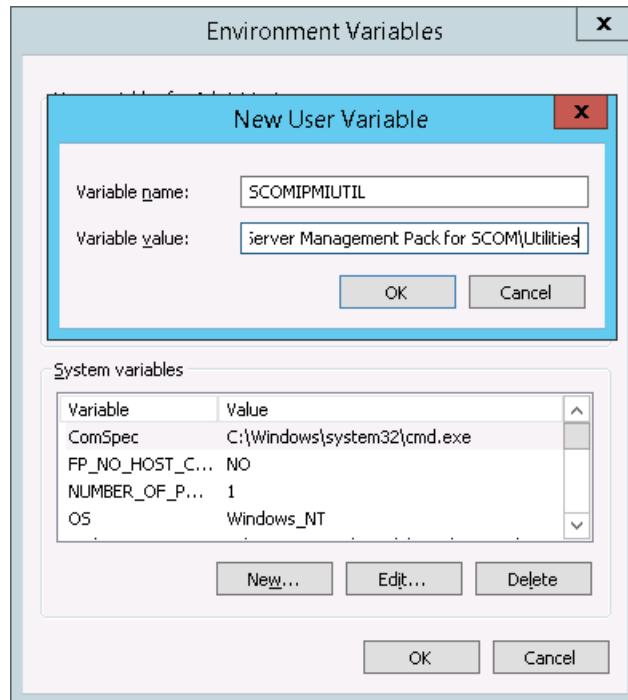 Environment Variables
x
New User Variable
x
Variable name: SCOMIPMIUTIL
Variable value: Server Management Pack for SCOM\Utilities
OK Cancel
System variables
Variable Value
ComSpec C:\Windows\system32\cmd.exe
FP_NO_HOST_C... NO
NUMBER_OF_P... 1
OS Windows_NT
New... Edit... Delete
OK Cancel